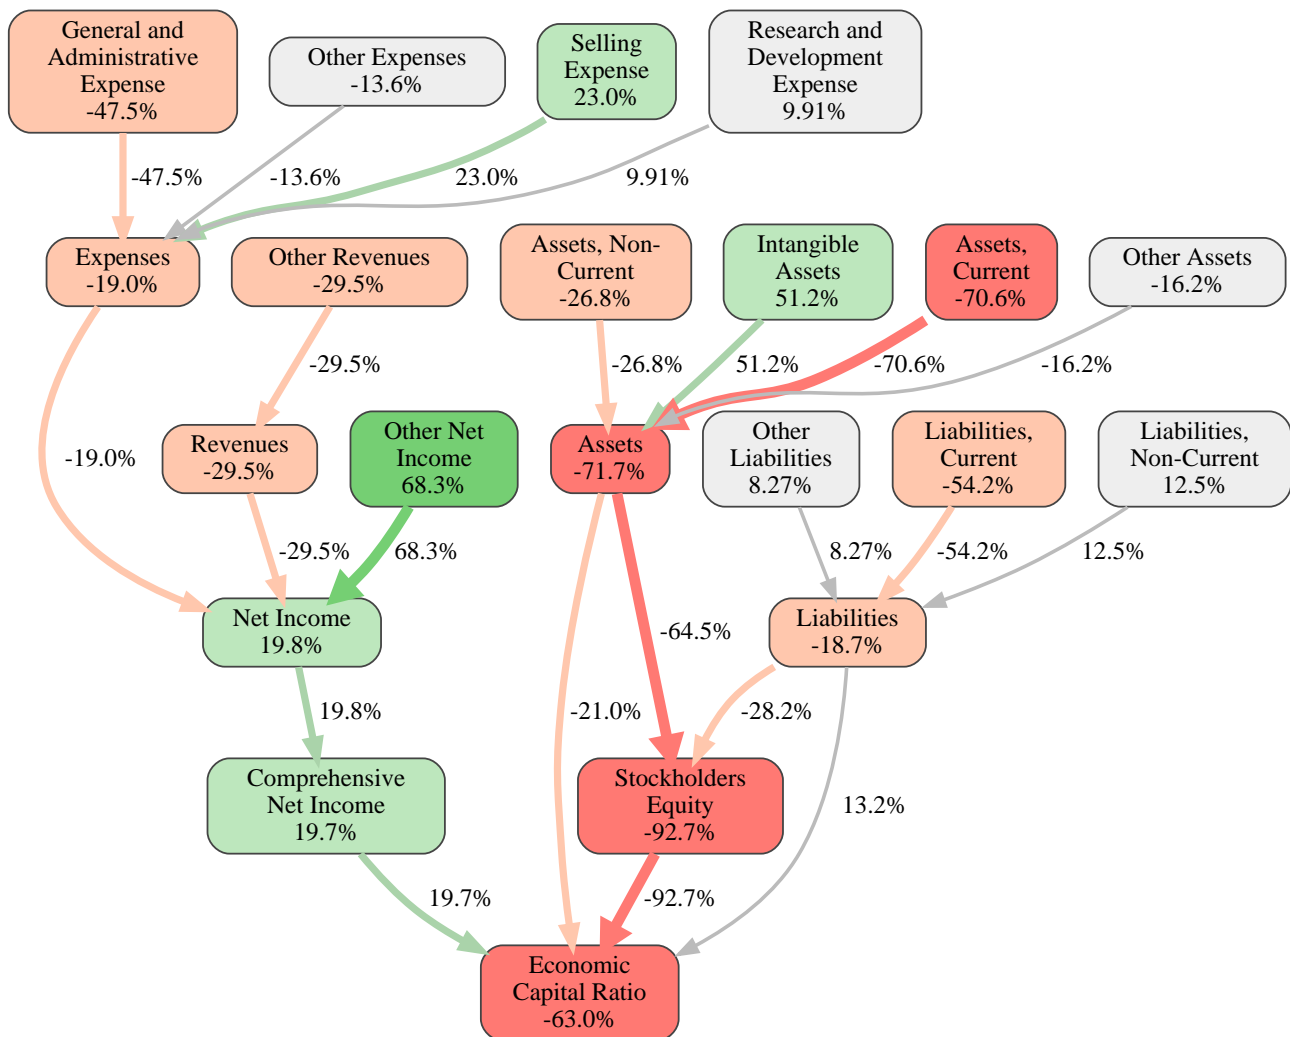 General and
Administrative
Expense
-47.5%
Other Expenses
-13.6%
Selling
Expense
23.0%
Research and
Development
Expense
9.91%
-47.5%
-13.6%
23.0%
9.91%
Expenses
-19.0%
Other Revenues
-29.5%
Assets, Non-
Current
-26.8%
Intangible
Assets
51.2%
Assets,
Current
-70.6%
Other Assets
-16.2%
-29.5%
-26.8%
51.2%
-70.6%
-16.2%
-19.0%
Revenues
-29.5%
Other Net
Income
68.3%
Assets
-71.7%
Other
Liabilities
8.27%
Liabilities,
Current
-54.2%
Liabilities,
Non-Current
12.5%
-29.5%
68.3%
8.27%
-54.2%
12.5%
Net Income
19.8%
-64.5%
Liabilities
-18.7%
19.8%
-21.0%
-28.2%
Comprehensive
Net Income
19.7%
Stockholders
Equity
-92.7%
13.2%
19.7%
-92.7%
Economic
Capital Ratio
-63.0%